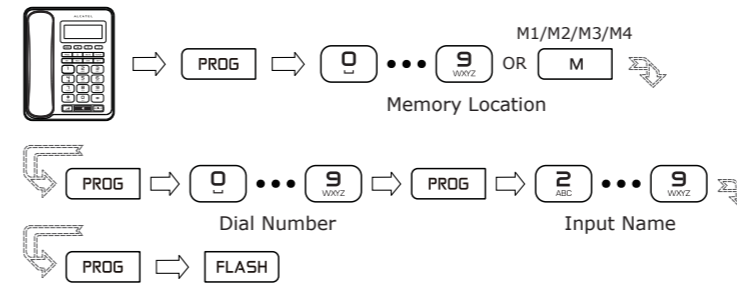 ALCATEL
M1/M2/M3/M4
PROG 0 ••• 9 WXYZ OR M
Memory Location
PROG 0 ••• 9 WXYZ PROG 2 ABC ••• 9 WXYZ
Dial Number Input Name
PROG FLASH